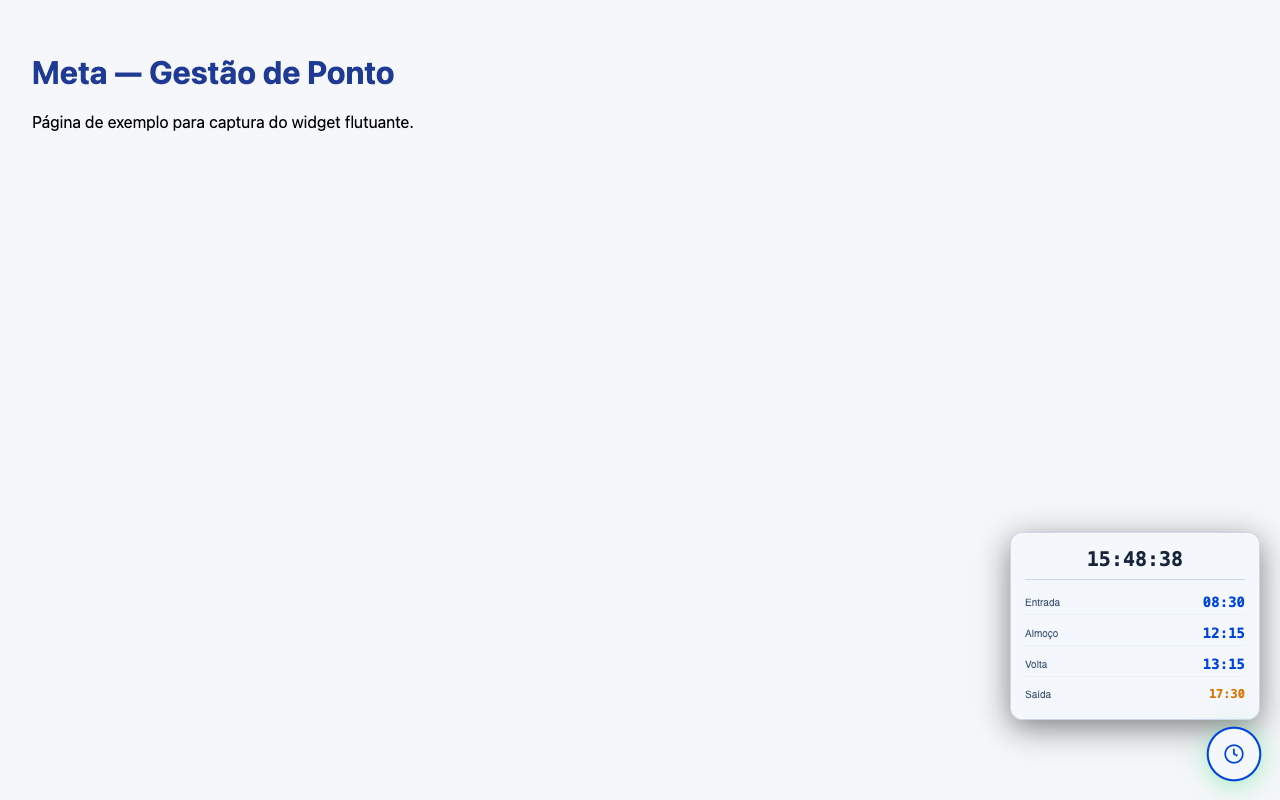 Meta — Gestão de Ponto
Página de exemplo para captura do widget flutuante.
15:48:38
Entrada 08:30
Almoço 12:15
Volta 13:15
Saída 17:30